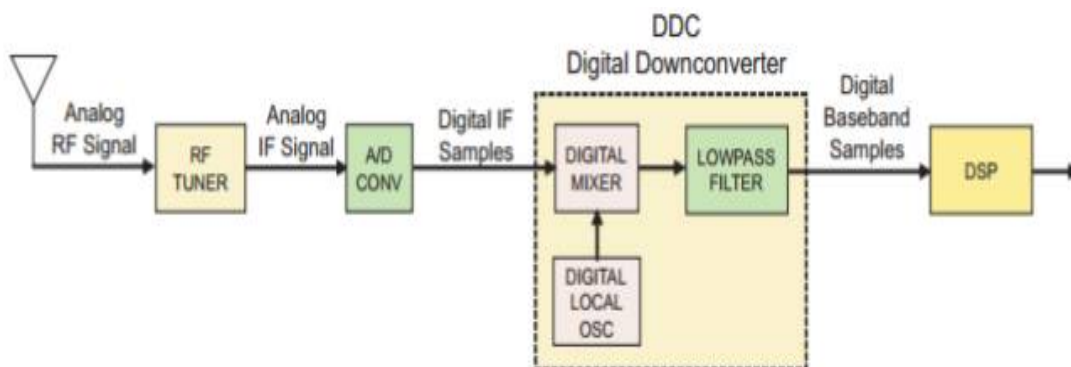 DDC
Digital Downconverter
Analog
RF Signal
RF
TUNER
Analog
IF Signal
A/D
CONV
Digital IF
Samples
DIGITAL
MIXER
LOWPASS
FILTER
DIGITAL
LOCAL
OSC
Digital
Baseband
Samples
DSP